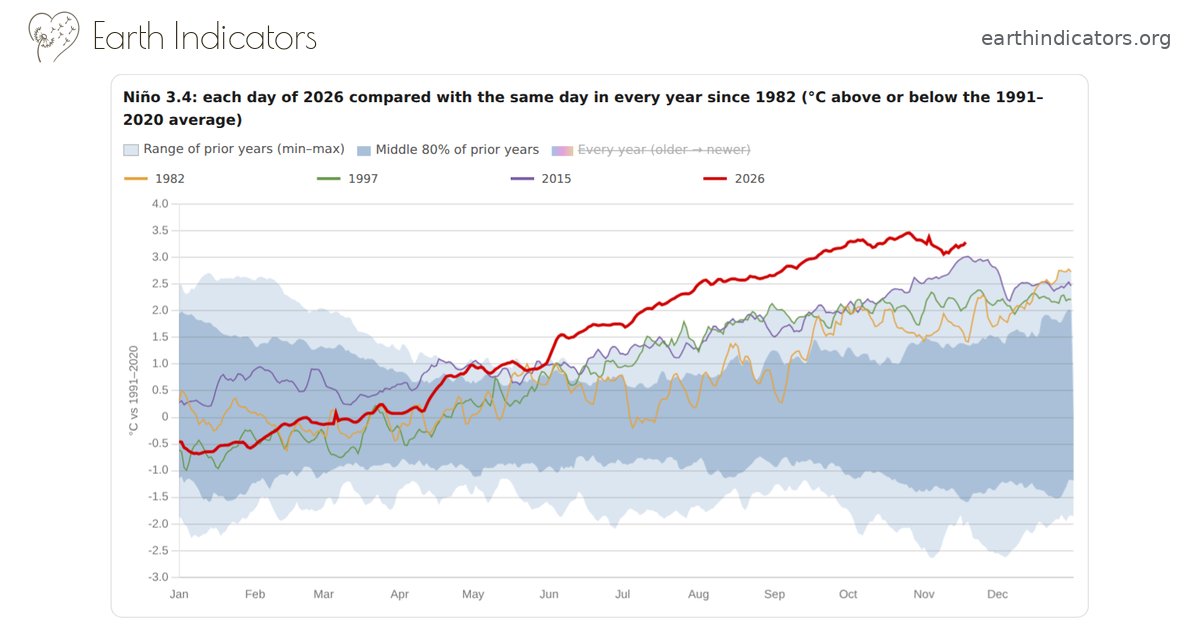 Earth Indicators
earthindicators.org
Niño 3.4: each day of 2026 compared with the same day in every year since 1982 (°C above or below the 1991–
2020 average)
Range of prior years (min–max) Middle 80% of prior years Every year (older → newer)
1982 1997 2015 2026
°C vs 1991–2020
4.0
3.5
3.0
2.5
2.0
1.5
1.0
0.5
0
-0.5
-1.0
-1.5
-2.0
-2.5
-3.0
Jan Feb Mar Apr May Jun Jul Aug Sep Oct Nov Dec